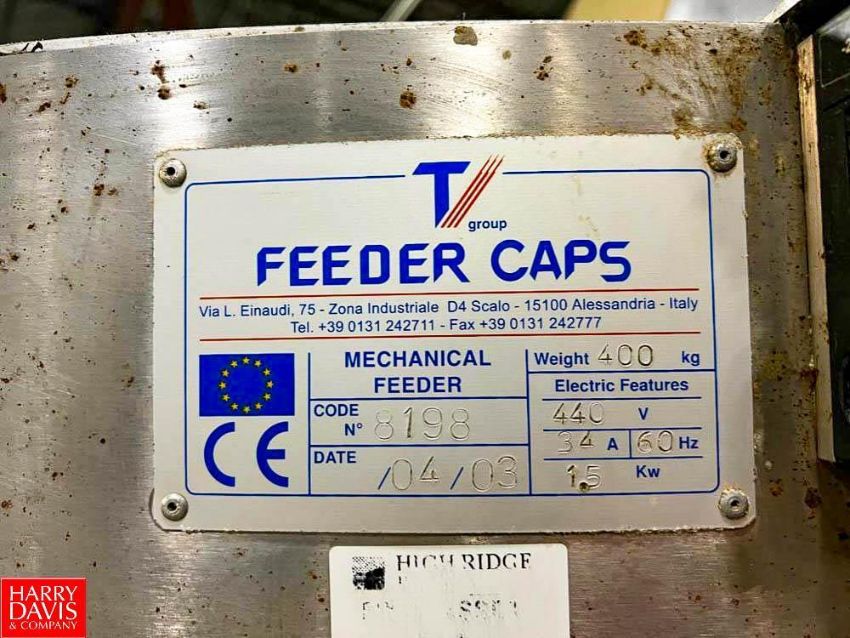 TV
group
FEEDER CAPS
Via L. Einaudi, 75 - Zona Industriale D4 Scalo - 15100 Alessandria - Italy
Tel. +39 0131 242711 - Fax +39 0131 242777
MECHANICAL
FEEDER
CODE
N° 8198
DATE
/04/03
Weight 400 kg
Electric Features
440 V
34 A 60 Hz
15 Kw
CE
HIGH RIDGE
HARRY
DAVIS
& COMPANY